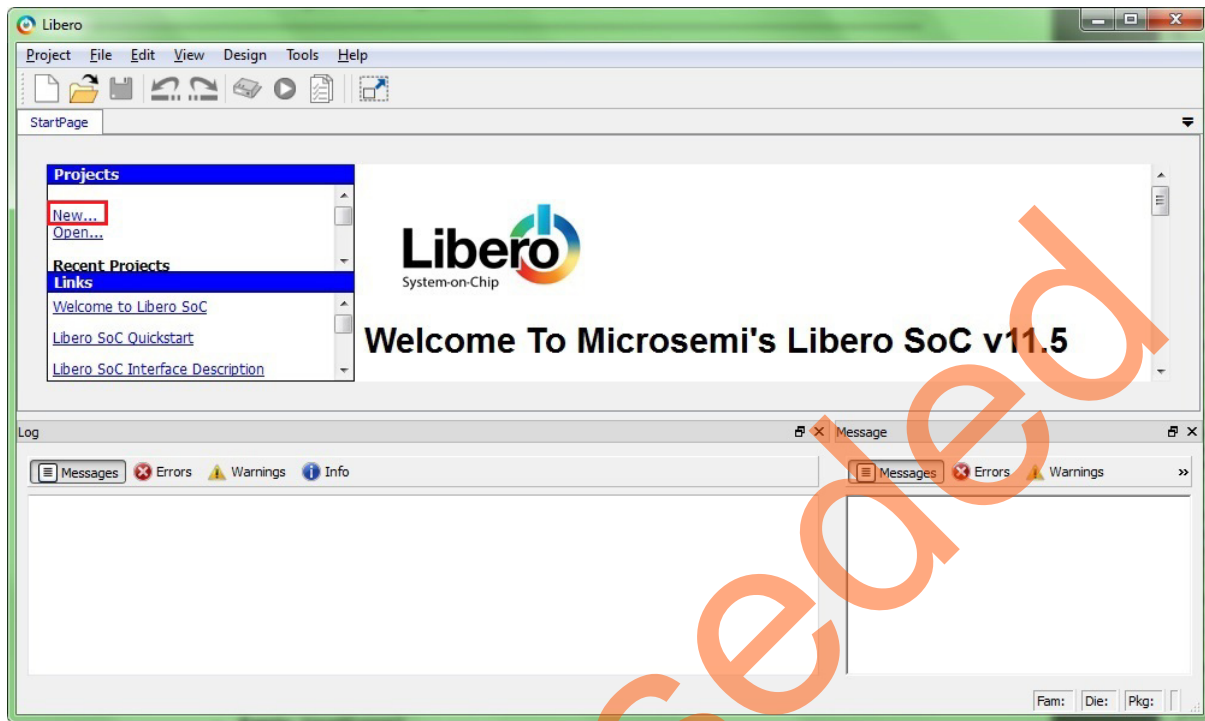 Libero
Project File Edit View Design Tools Help
StartPage
Projects
New...
Open...
Recent Projects
Links
Welcome to Libero SoC
Libero SoC Quickstart
Libero SoC Interface Description
Libero
System-on-Chip
Welcome To Microsemi's Libero SoC v11.5
Log
Messages Errors Warnings Info
Message
Messages Errors Warnings »
Fam: Die: Pkg:
seded